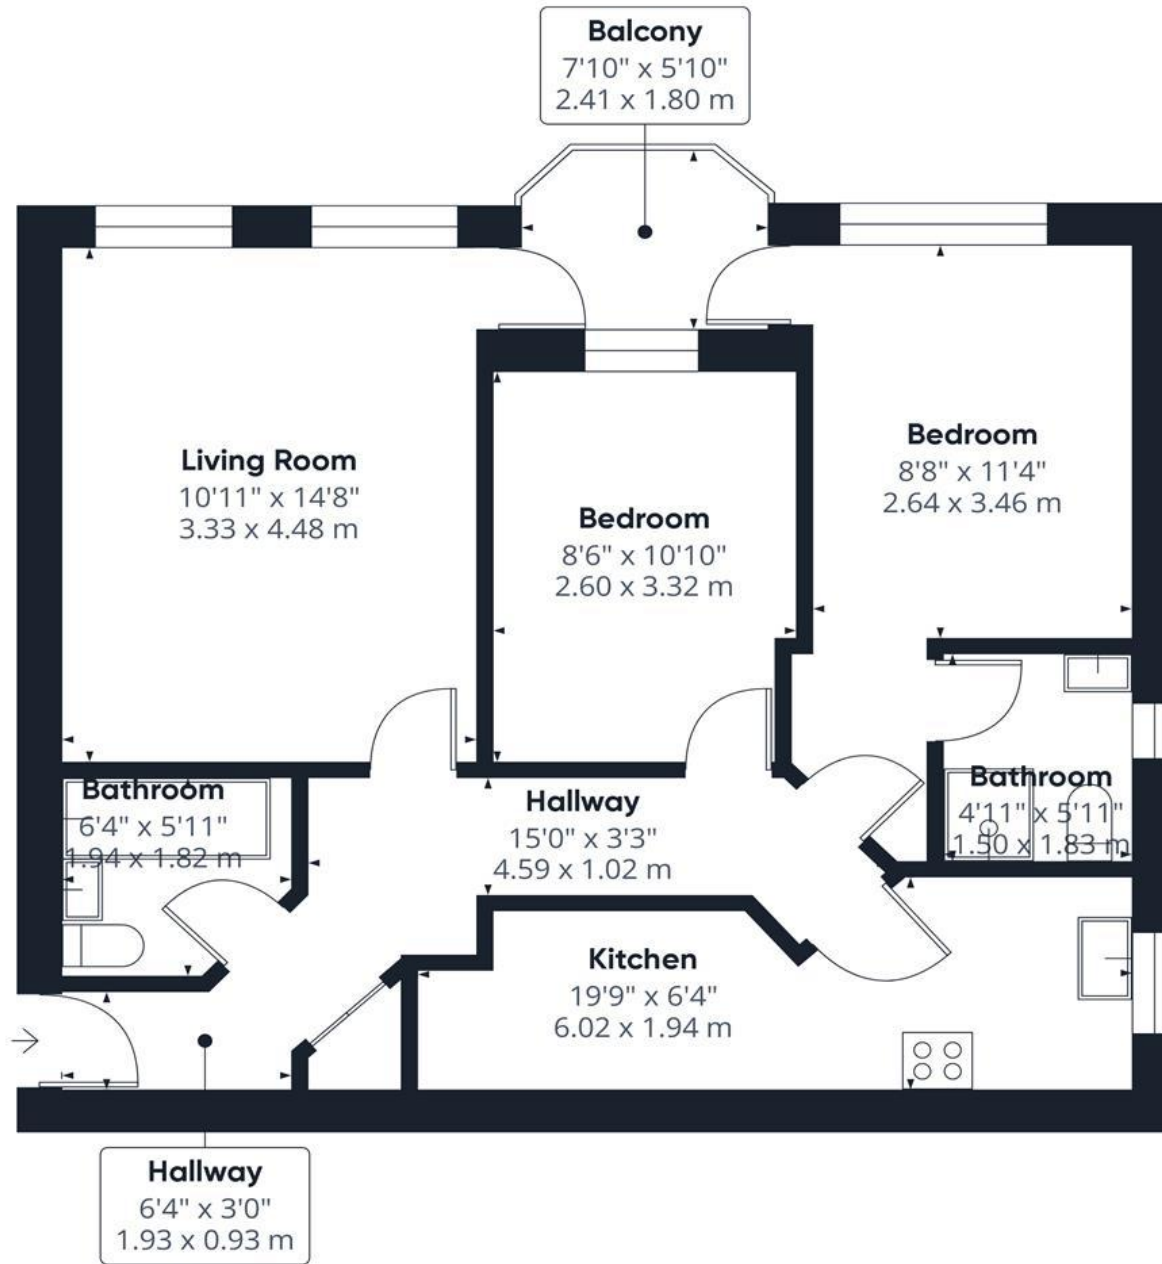 Balcony
7'10" x 5'10"
2.41 x 1.80 m
Living Room
10'11" x 14'8"
3.33 x 4.48 m
Bedroom
8'6" x 10'10"
2.60 x 3.32 m
Bedroom
8'8" x 11'4"
2.64 x 3.46 m
Bathroom
6'4" x 5'11"
1.94 x 1.82 m
Hallway
15'0" x 3'3"
4.59 x 1.02 m
Bathroom
4'11" x 5'11"
1.50 x 1.83 m
Kitchen
19'9" x 6'4"
6.02 x 1.94 m
Hallway
6'4" x 3'0"
1.93 x 0.93 m